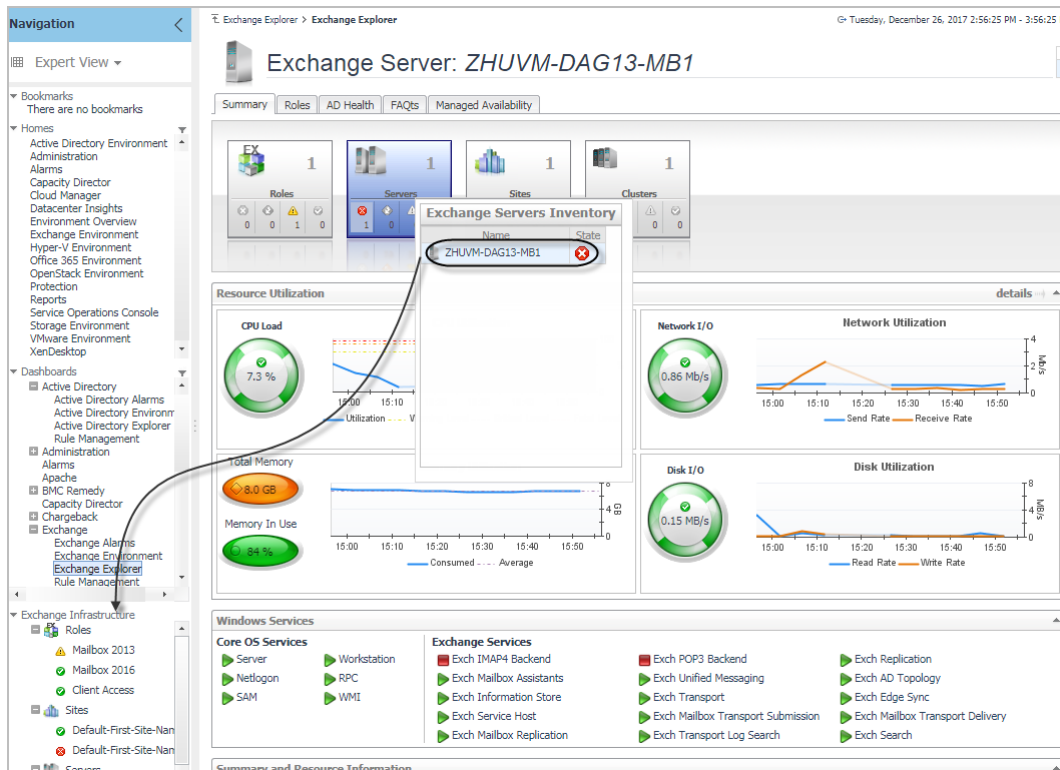 Navigation
Expert View
Bookmarks
There are no bookmarks
Homes
Active Directory Environment
Administration
Alarms
Capacity Director
Cloud Manager
Datacenter Insights
Environment Overview
Exchange Environment
Hyper-V Environment
Office 365 Environment
OpenStack Environment
Protection
Reports
Service Operations Console
Storage Environment
VMware Environment
XenDesktop
Dashboards
Active Directory
Active Directory Alarms
Active Directory Environm
Active Directory Explorer
Rule Management
Administration
Alarms
Apache
BMC Remedy
Capacity Director
Chargeback
Exchange
Exchange Alarms
Exchange Environment
Exchange Explorer
Rule Management
Exchange Infrastructure
Roles
Mailbox 2013
Mailbox 2016
Client Access
Sites
Default-First-Site-Nan
Default-First-Site-Nan
Servers
Exchange Explorer > Exchange Explorer
Tuesday, December 26, 2017 2:56:25 PM - 3:56:25
Exchange Server: ZHUVM-DAG13-MB1
Summary Roles AD Health FAQts Managed Availability
EX 1 1 1 1
Roles Servers Sites Clusters
0 0 1 0 1 0 0 0
Exchange Servers Inventory
Name State
ZHUVM-DAG13-MB1
Resource Utilization details
CPU Load
7.3 %
15:00 15:10
Utilization
Network I/O
0.86 Mb/s
Network Utilization
4
2
0
Mb/s
15:00 15:10 15:20 15:30 15:40 15:50
Send Rate Receive Rate
Total Memory
8.0 GB
Memory In Use
84 %
8
4
0
GB
15:00 15:10 15:20 15:30 15:40 15:50
Consumed Average
Disk I/O
0.15 MB/s
Disk Utilization
8
4
0
MB/s
15:00 15:10 15:20 15:30 15:40 15:50
Read Rate Write Rate
Windows Services
Core OS Services
Server Workstation
Netlogon RPC
SAM WMI
Exchange Services
Exch IMAP4 Backend Exch POP3 Backend Exch Replication
Exch Mailbox Assistants Exch Unified Messaging Exch AD Topology
Exch Information Store Exch Transport Exch Edge Sync
Exch Service Host Exch Mailbox Transport Submission Exch Mailbox Transport Delivery
Exch Mailbox Replication Exch Transport Log Search Exch Search
Summary and Resource Information